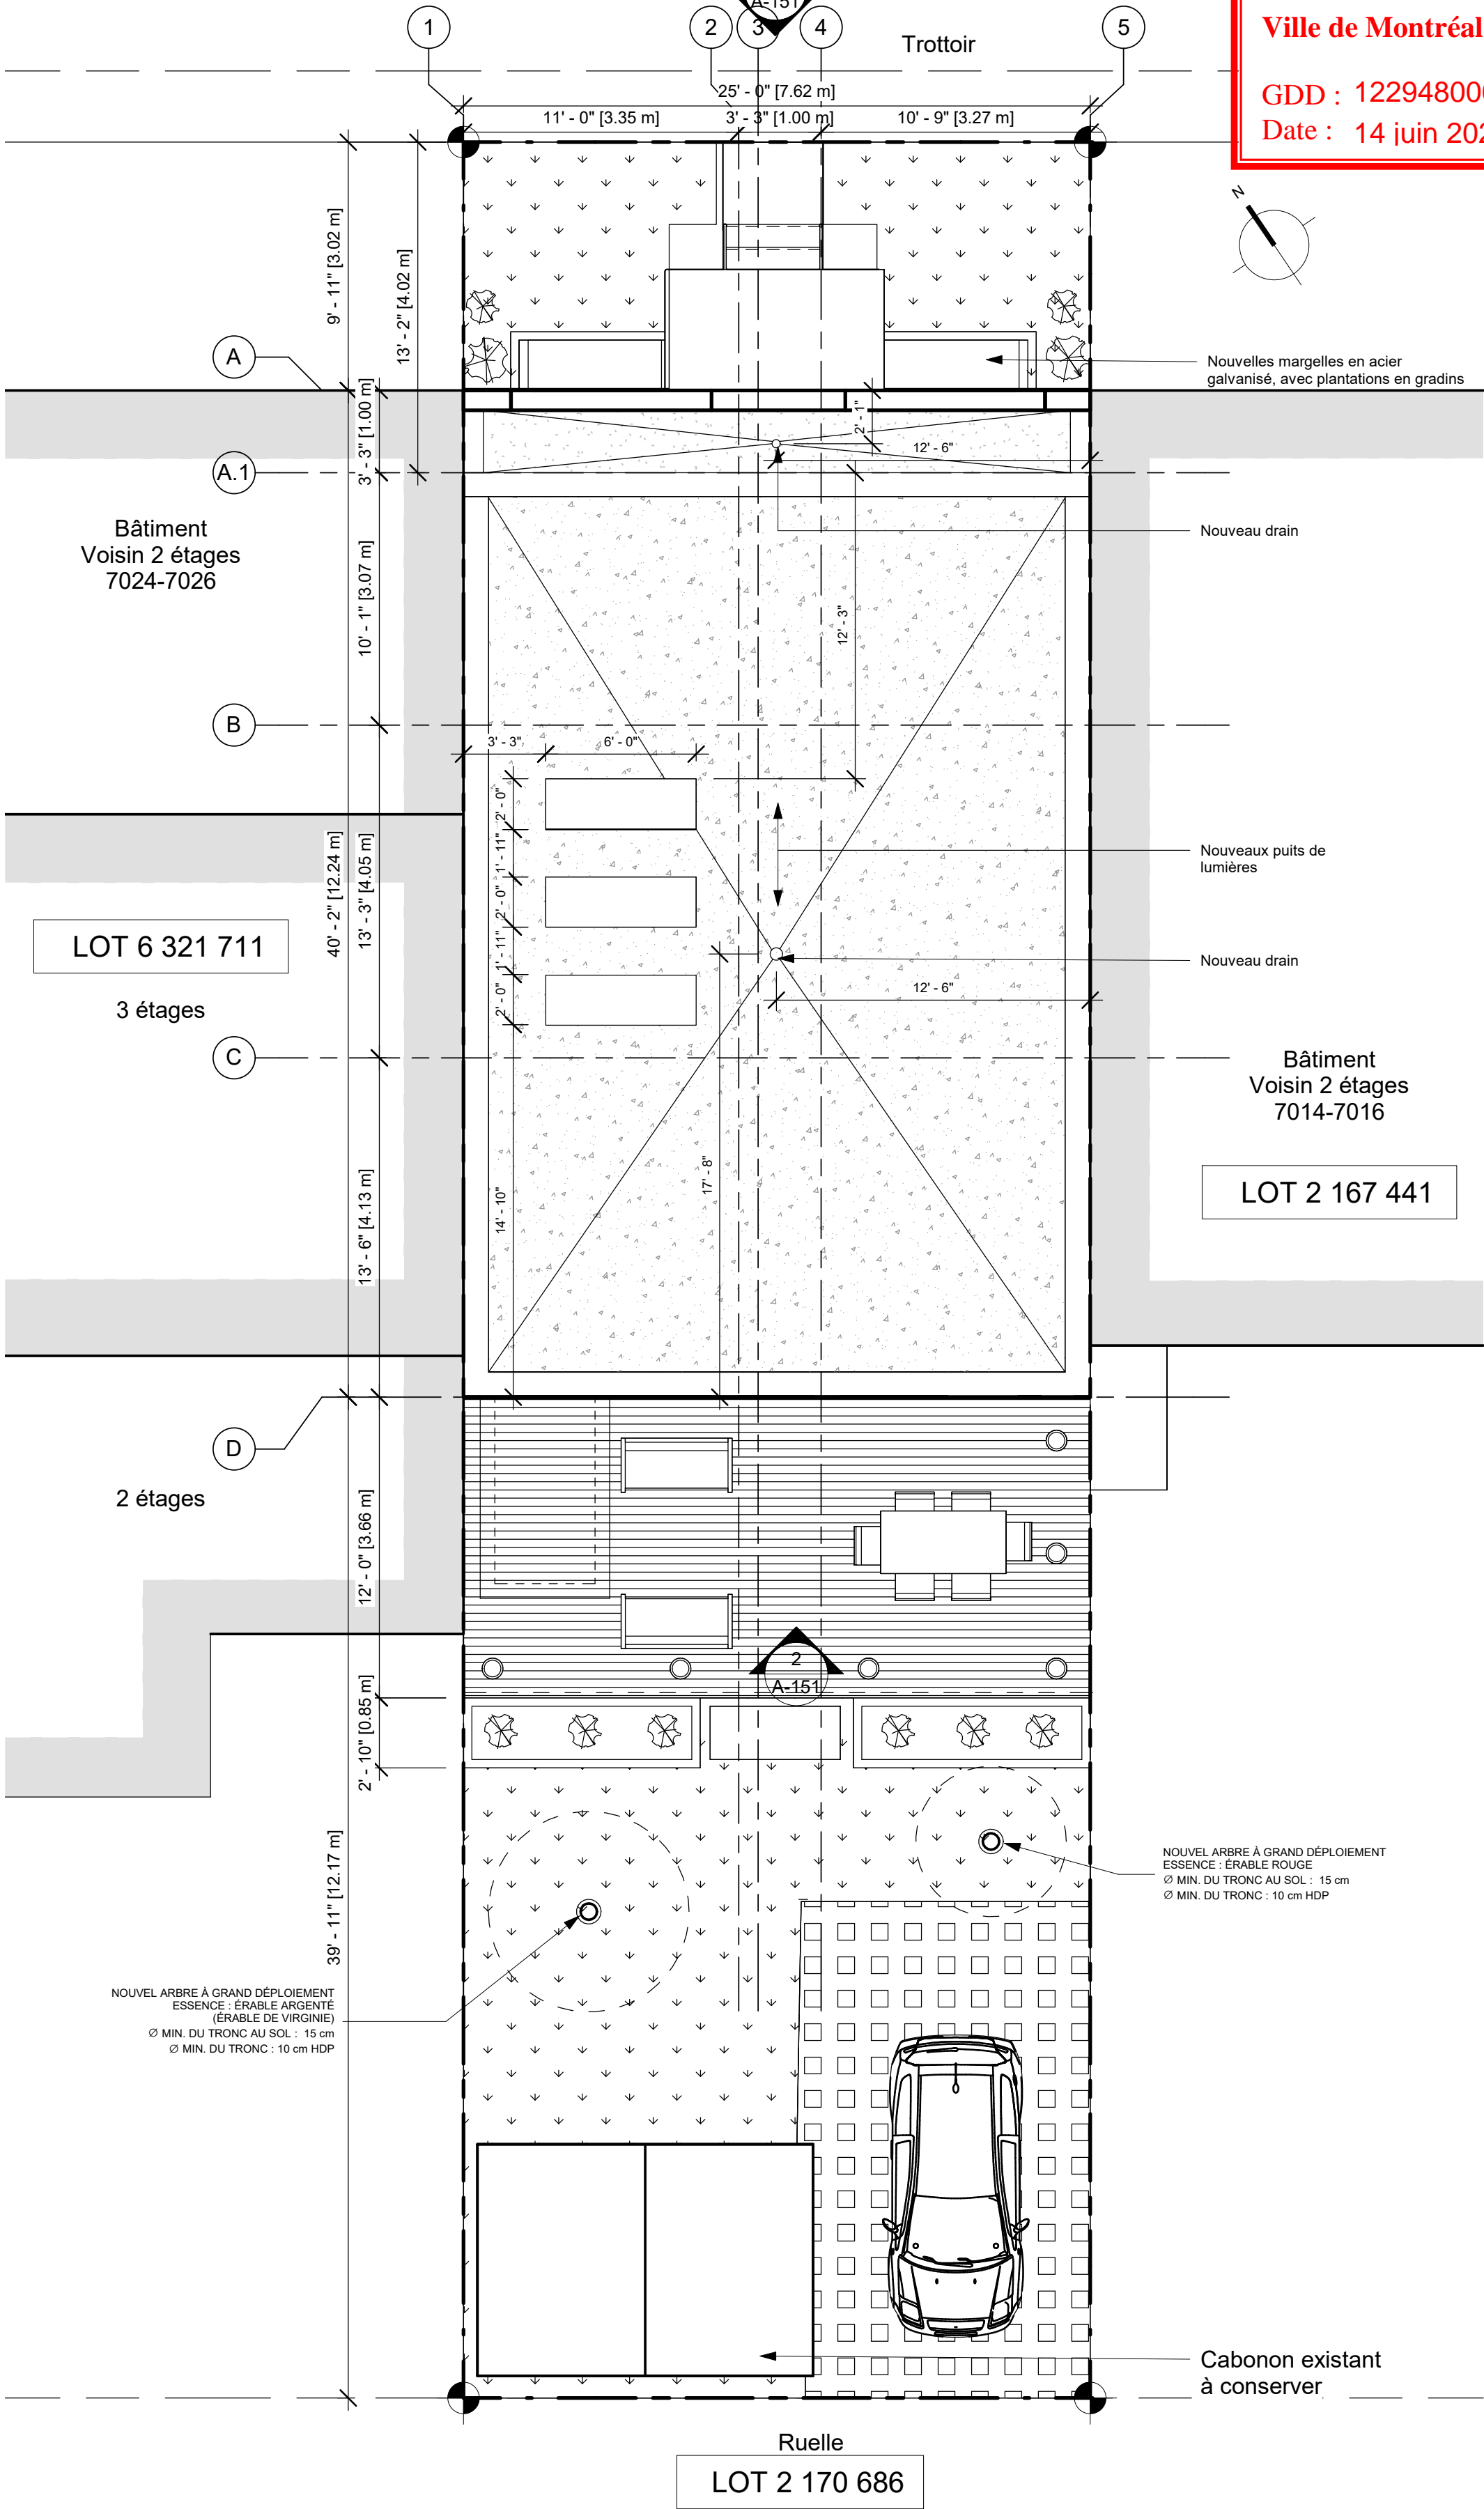 A-151
1
2
3
4
5
Trottoir
Ville de Montréal
GDD :
Date : 14 juin
25' - 0" [7.62 m]
11' - 0" [3.35 m]
3' - 3" [1.00 m]
10' - 9" [3.27 m]
N
9' - 11" [3.02 m]
13' - 2" [4.02 m]
A
Nouvelles margelles en acier
galvanisé, avec plantations en gradins
3' - 3" [1.00 m]
2' - 1"
12' - 6"
A.1
Bâtiment
Voisin 2 étages
7024-7026
Nouveau drain
10' - 1" [3.07 m]
12' - 3"
B
3' - 3"
6' - 0"
2' - 0"
1' - 11"
2' - 0"
1' - 11"
2' - 0"
40' - 2" [12.24 m]
13' - 3" [4.05 m]
Nouveaux puits de
lumières
LOT 6 321 711
Nouveau drain
12' - 6"
3 étages
C
Bâtiment
Voisin 2 étages
7014-7016
13' - 6" [4.13 m]
14' - 10"
17' - 8"
LOT 2 167 441
D
2 étages
12' - 0" [3.66 m]
2
A-151
2' - 10" [0.85 m]
39' - 11" [12.17 m]
NOUVEL ARBRE À GRAND DÉPLOIEMENT
ESSENCE : ÉRABLE ROUGE
Ø MIN. DU TRONC AU SOL : 15 cm
Ø MIN. DU TRONC : 10 cm HDP
NOUVEL ARBRE À GRAND DÉPLOIEMENT
ESSENCE : ÉRABLE ARGENTÉ
(ÉRABLE DE VIRGINIE)
Ø MIN. DU TRONC AU SOL : 15 cm
Ø MIN. DU TRONC : 10 cm HDP
Cabonon existant
à conserver
Ruelle
LOT 2 170 686